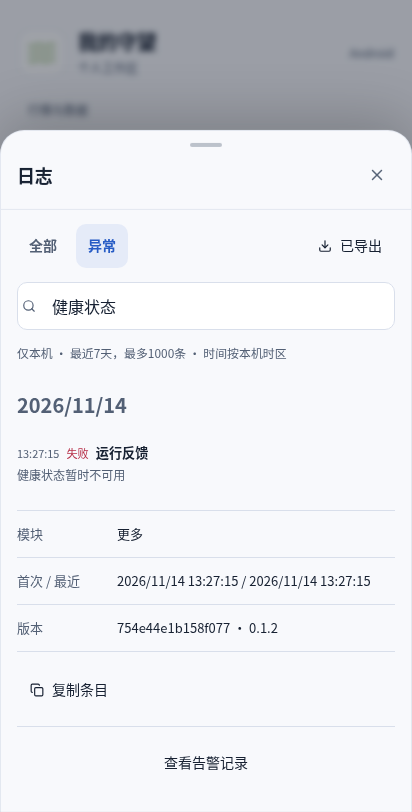 我的守望
日志
全部
异常
已导出
健康状态
仅本机 · 最近7天，最多1000条 · 时间按本机时区
2026/11/14
13:27:15 失败 运行反馈
健康状态暂时不可用
模块 更多
首次 / 最近 2026/11/14 13:27:15 / 2026/11/14 13:27:15
版本 754e44e1b158f077 · 0.1.2
复制条目
查看告警记录